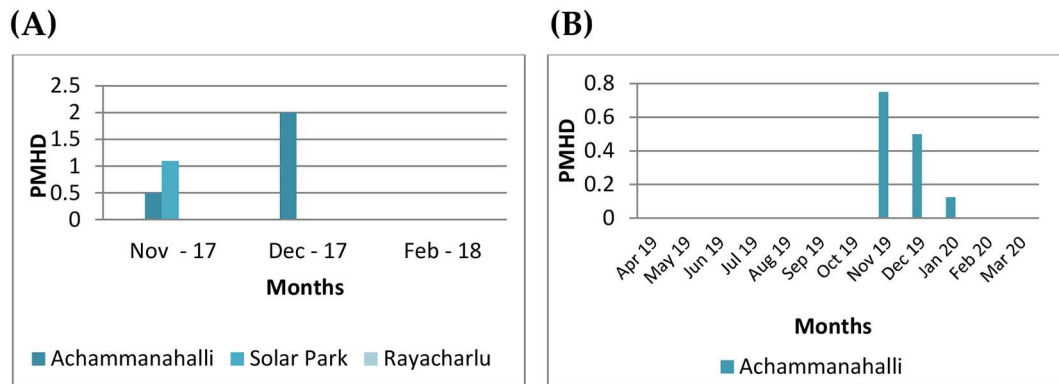 (A)
PMHD
2.5
2
1.5
1
0.5
0
Nov - 17 Dec - 17 Feb - 18
Months
Achammanahalli Solar Park Rayacharlu
(B)
PMHD
0.8
0.6
0.4
0.2
0
Apr 19 May 19 Jun 19 Jul 19 Aug 19 Sep 19 Oct 19 Nov 19 Dec 19 Jan 20 Feb 20 Mar 20
Months
Achammanahalli